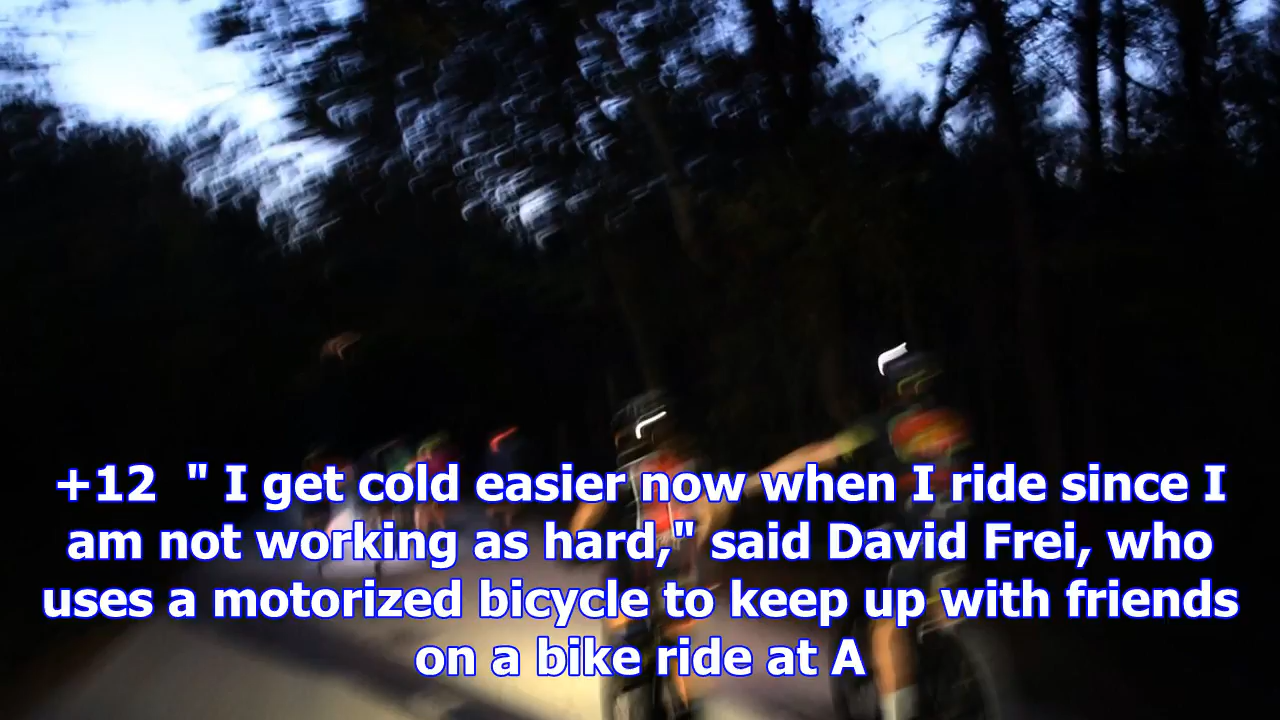 +12 " I get cold easier now when I ride since I
am not working as hard," said David Frei, who
uses a motorized bicycle to keep up with friends
on a bike ride at A